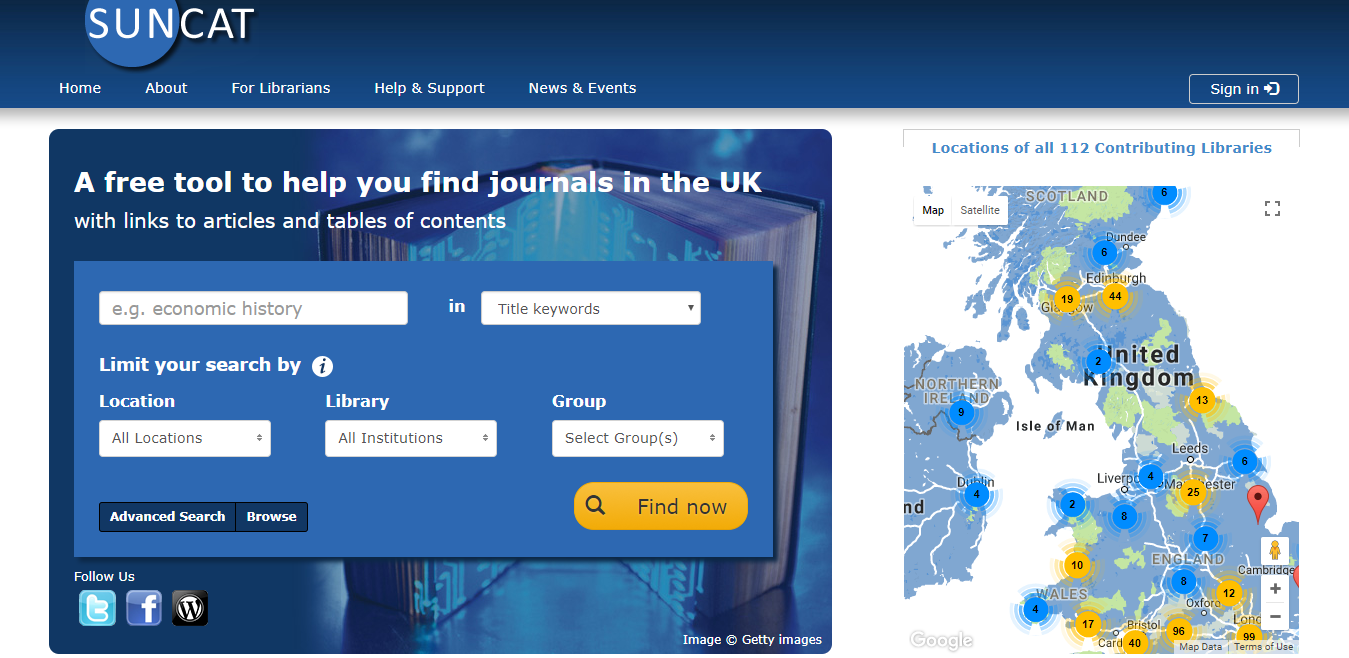 SUNCAT
Home About For Librarians Help & Support News & Events Sign in
A free tool to help you find journals in the UK
with links to articles and tables of contents
e.g. economic history in Title keywords
Limit your search by i
Location Library Group
All Locations All Institutions Select Group(s)
Find now
Advanced Search Browse
Follow Us
Image © Getty images
Locations of all 112 Contributing Libraries
6
SCOTLAND
Map Satellite
Dundee
6
Edinburgh
19 44
Glasgow
United
2
Kingdom
NORTHERN
IRELAND
13
9
Isle of Man
Leeds
6
4
Dublin
4
25
2
8
7
ENGLAND
10
Cambridge
8
WALES
12
4
Oxford
17
Bristol
96
99
40
Google
Map Data Terms of Use